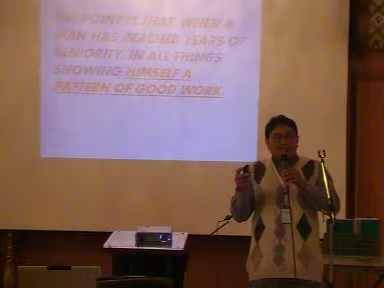 THE POINT IS THAT WHEN A
MAN HAS REACHED YEARS OF
SENIORITY, IN ALL THINGS
SHOWING HIMSELF A
PATTERN OF GOOD WORK